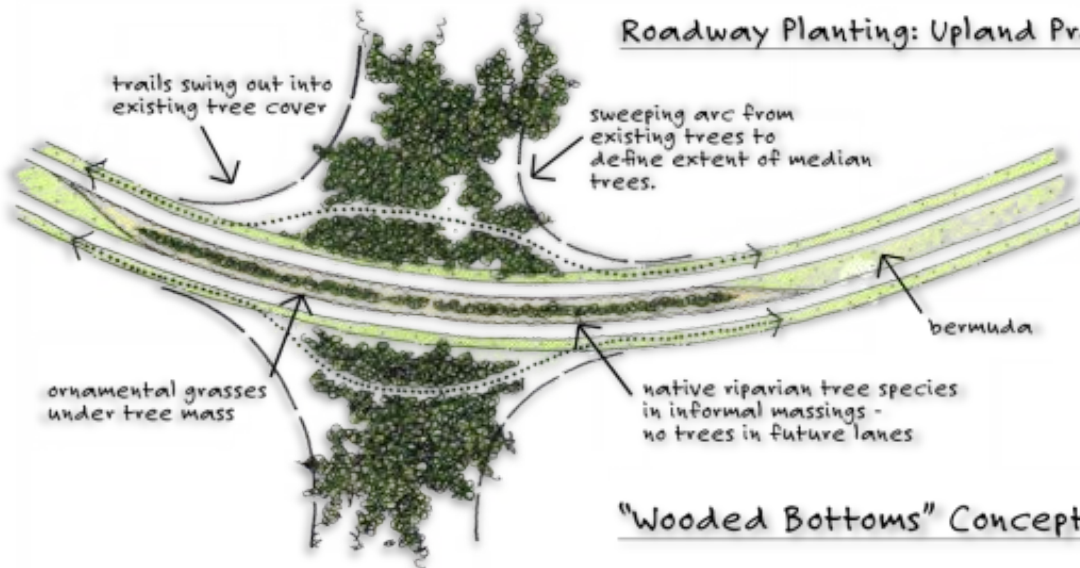 Roadway Planting: Upland
trails swing out into
existing tree cover
sweeping arc from
existing trees to
define extent of median
trees.
bermuda
ornamental grasses
under tree mass
native riparian tree species
in informal massings -
no trees in future lanes
"Wooded Bottoms" Concept